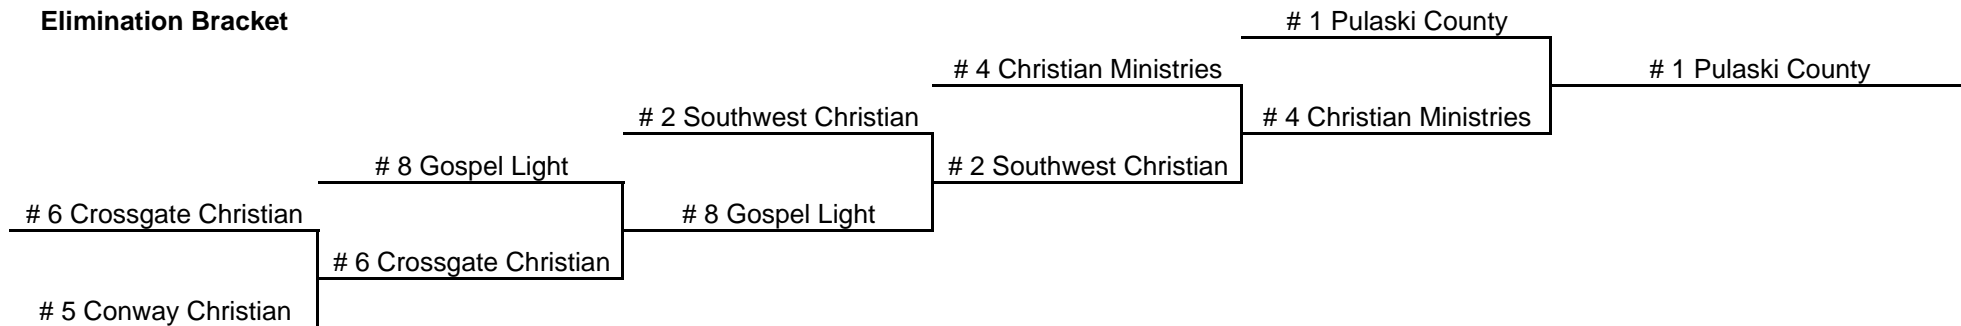 Elimination Bracket
# 1 Pulaski County
# 4 Christian Ministries
# 1 Pulaski County
# 2 Southwest Christian
# 4 Christian Ministries
# 8 Gospel Light
# 2 Southwest Christian
# 6 Crossgate Christian
# 8 Gospel Light
# 6 Crossgate Christian
# 5 Conway Christian